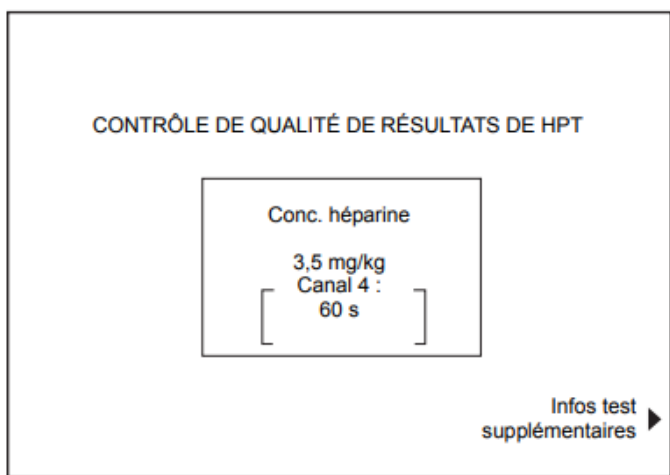 CONTRÔLE DE QUALITÉ DE RÉSULTATS DE HPT
Conc. héparine
3,5 mg/kg
Canal 4 :
60 s
Infos test
supplémentaires